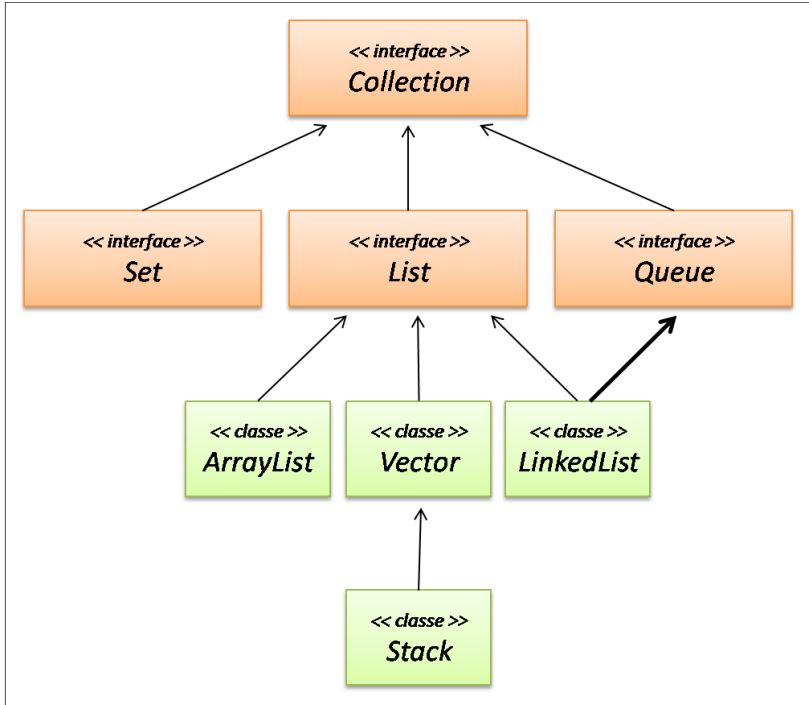 << interface >>
Collection
<< interface >>
Set
<< interface >>
List
<< interface >>
Queue
<< classe >>
ArrayList
<< classe >>
Vector
<< classe >>
LinkedList
<< classe >>
Stack